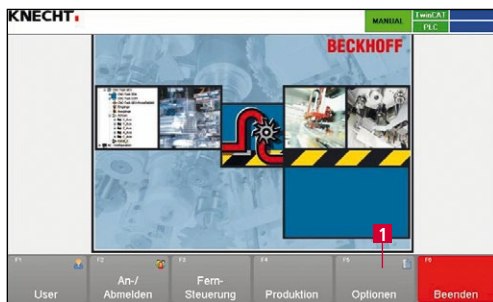 KNECHT.
MANUAL
TwinCAT
PLC
BECKHOFF
1
F1
F2
F3
F4
F5
F6
User
An-/
Abmelden
Fern-
Steuerung
Produktion
Optionen
Beenden